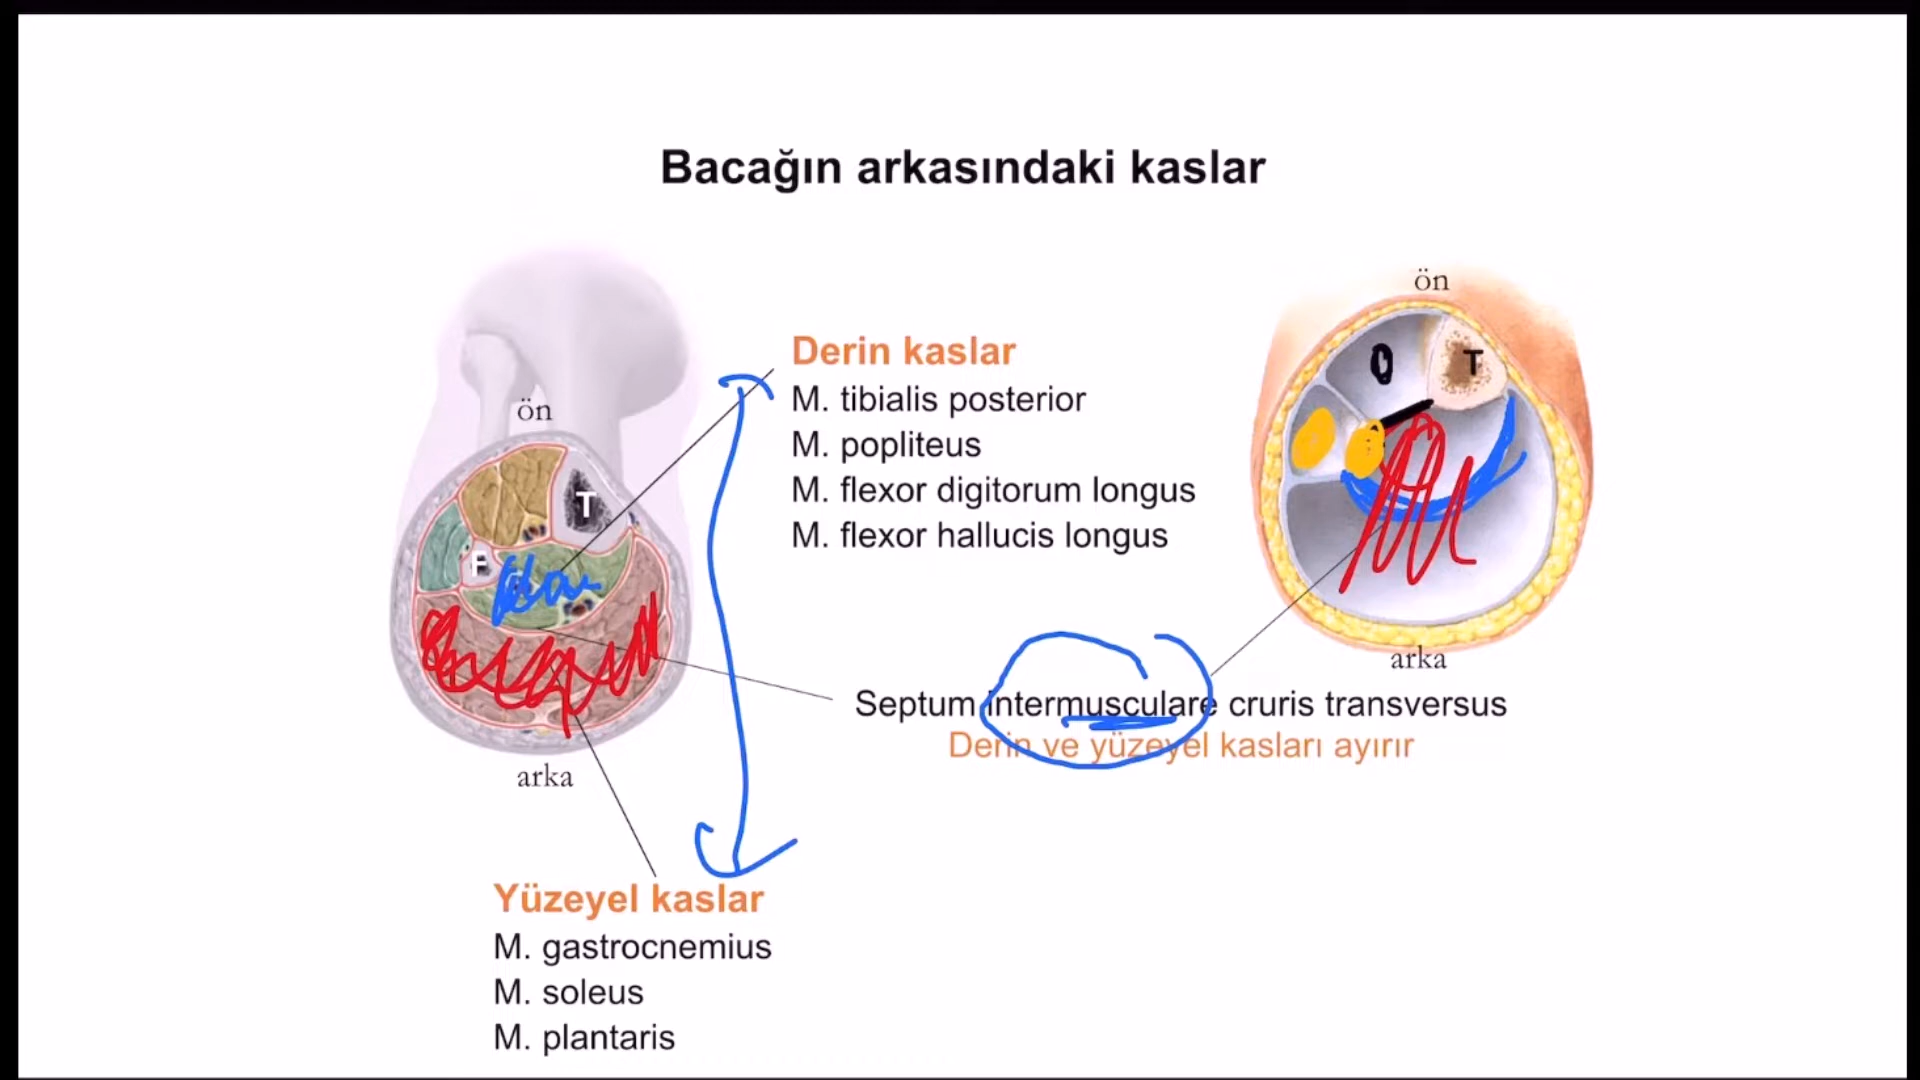 Bacağın arkasındaki kaslar
ön
T
F
arka
Derin kaslar
M. tibialis posterior
M. popliteus
M. flexor digitorum longus
M. flexor hallucis longus
ön
T
arka
Septum intermusculare cruris transversus
Derin ve yüzeyel kasları ayırır
Yüzeyel kaslar
M. gastrocnemius
M. soleus
M. plantaris